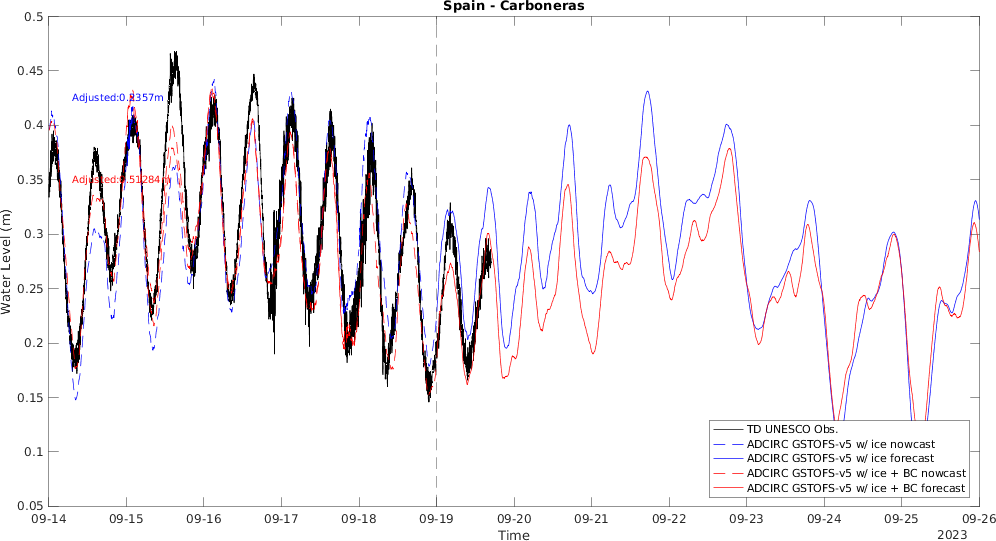 Spain - Carboneras
0.5
0.45
0.4
0.35
0.3
0.25
0.2
0.15
0.1
0.05
Water Level (m)
Adjusted:0.2357m
Adjusted:0.51284m
TD UNESCO Obs.
ADCIRC GSTOFS-v5 w/ ice nowcast
ADCIRC GSTOFS-v5 w/ ice forecast
ADCIRC GSTOFS-v5 w/ ice + BC nowcast
ADCIRC GSTOFS-v5 w/ ice + BC forecast
09-14 09-15 09-16 09-17 09-18 09-19 09-20 09-21 09-22 09-23 09-24 09-25 09-26
Time
2023